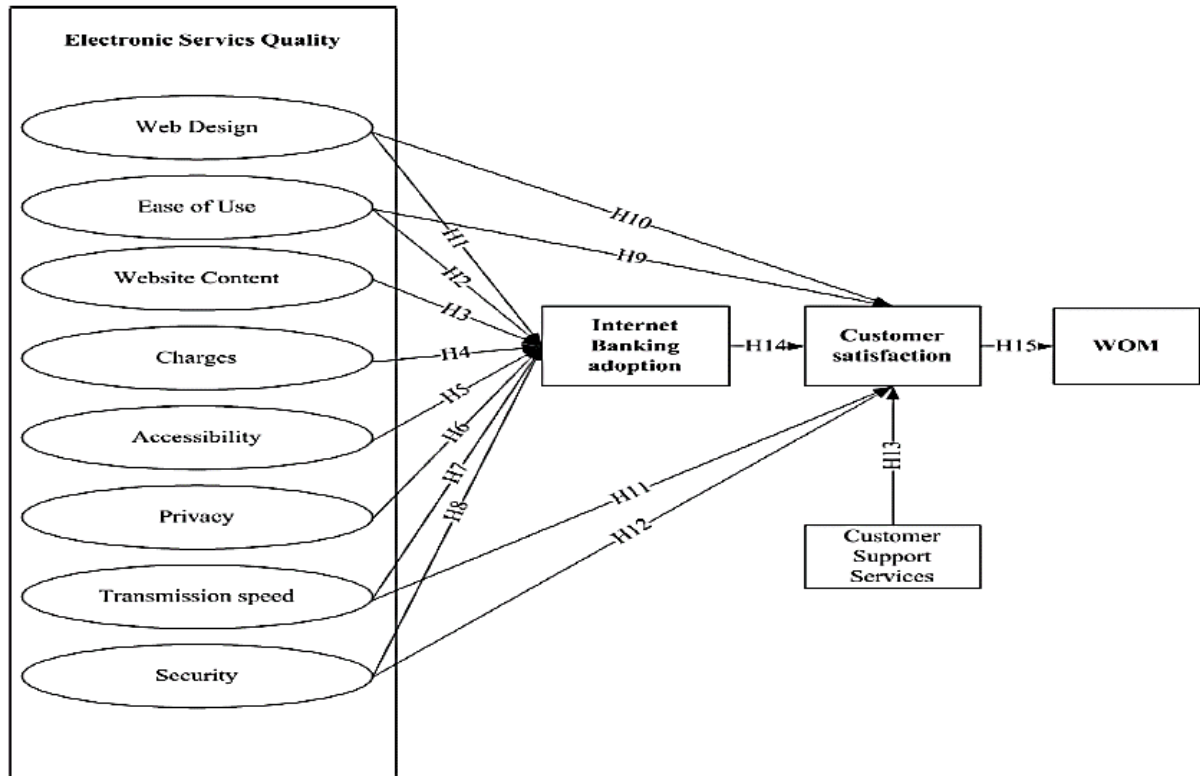 Electronic Servics Quality
Web Design
Ease of Use
Website Content
Charges
Accessibility
Privacy
Transmission speed
Security
H1
H2
H3
H4
H5
H6
H7
H8
H10
H9
H11
H12
Internet
Banking
adoption
H14
Customer
satisfaction
H15
WOM
H13
Customer
Support
Services